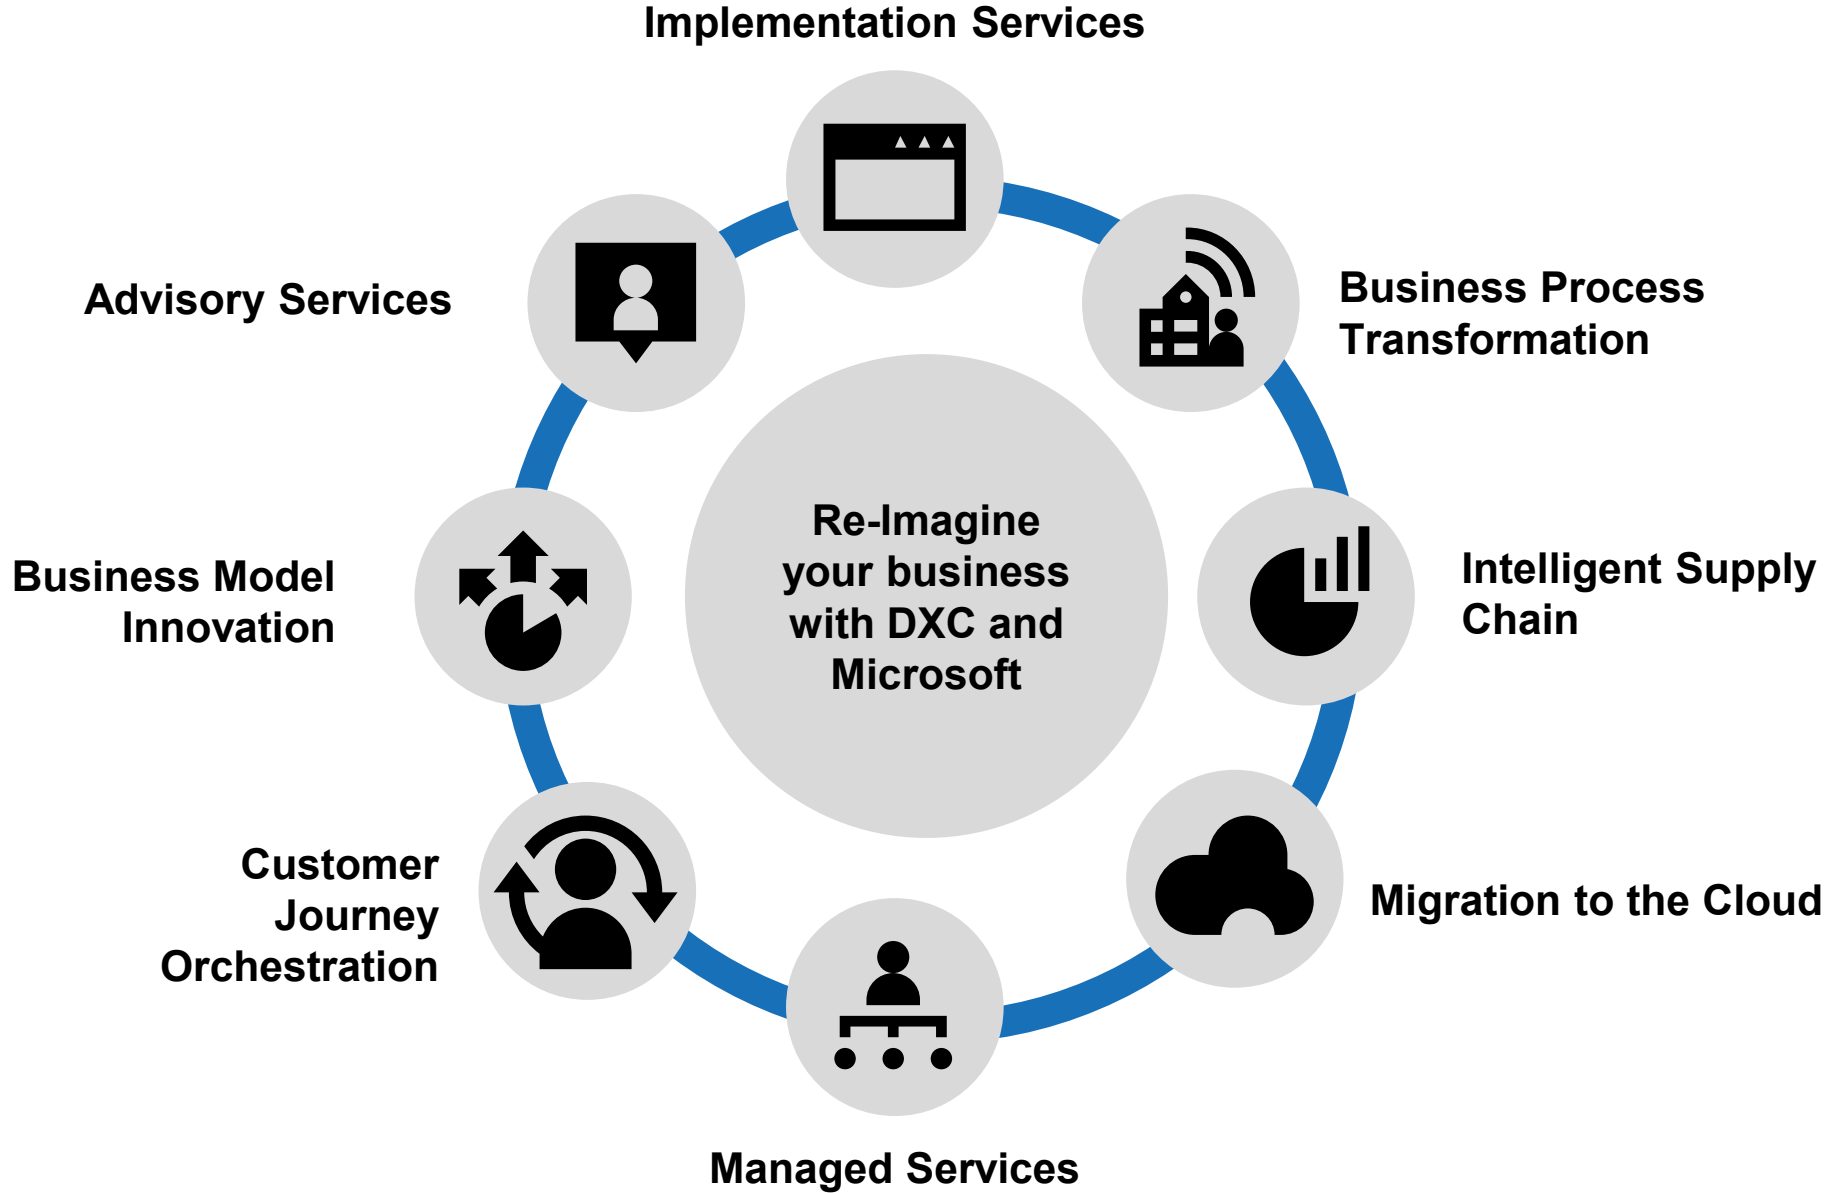 Implementation Services
Business Process
Transformation
Intelligent Supply
Chain
Migration to the Cloud
Managed Services
Customer
Journey
Orchestration
Business Model
Innovation
Advisory Services
Re-Imagine
your business
with DXC and
Microsoft